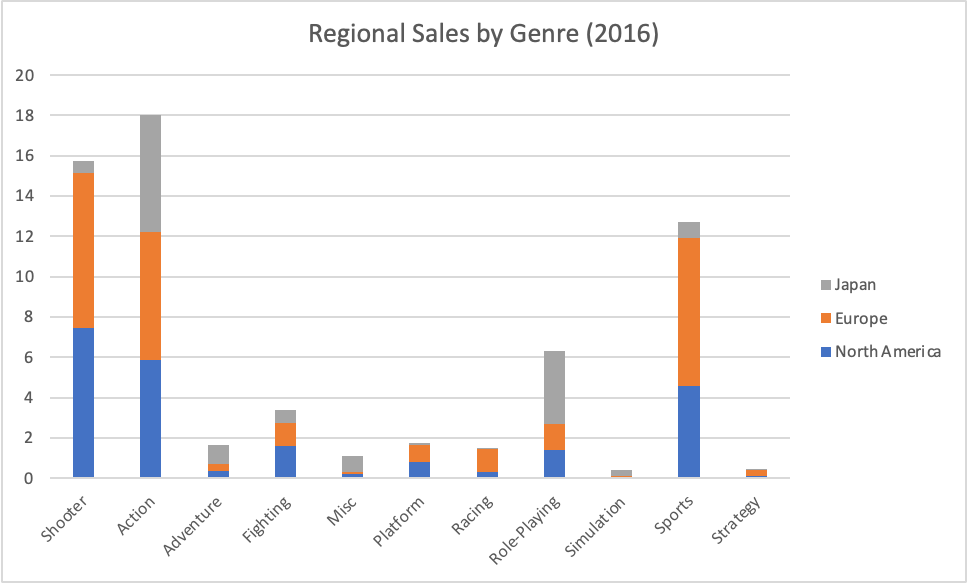 Regional Sales by Genre (2016)
20
18
16
14
12
10
8
6
4
2
0
Shooter
Action
Adventure
Fighting
Misc
Platform
Racing
Role-Playing
Simulation
Sports
Strategy
Japan
Europe
North America